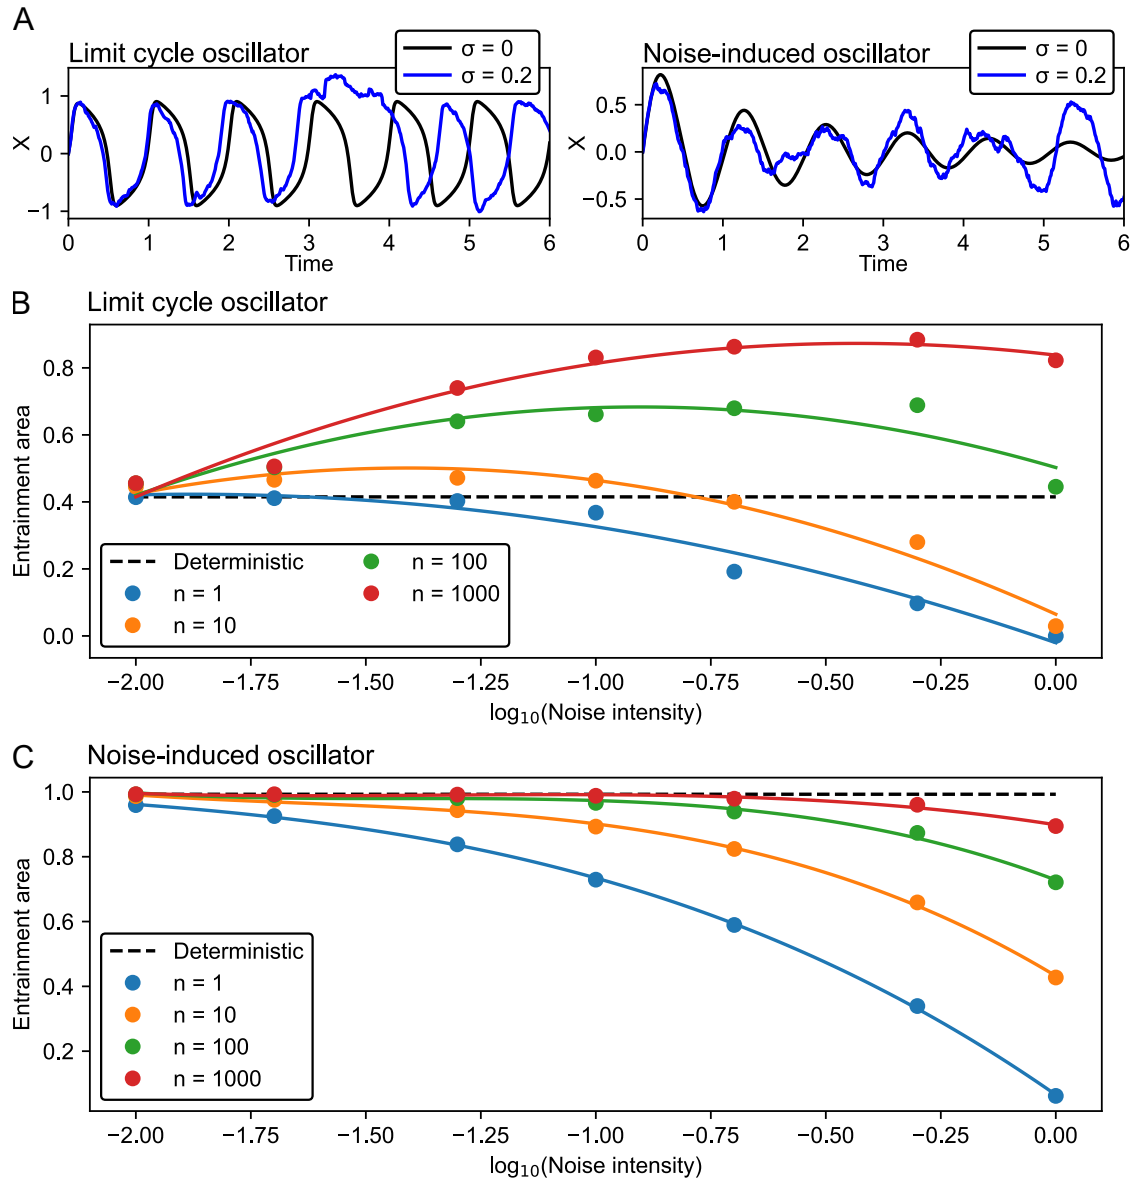 A
Limit cycle oscillator
σ = 0
σ = 0.2
X
1
0
−1
0 1 2 3 4 5 6
Time
Noise-induced oscillator
σ = 0
σ = 0.2
X
0.5
0.0
−0.5
0 1 2 3 4 5 6
Time
B
Limit cycle oscillator
Entrainment area
0.8
0.6
0.4
0.2
0.0
Deterministic
n = 1
n = 10
n = 100
n = 1000
−2.00 −1.75 −1.50 −1.25 −1.00 −0.75 −0.50 −0.25 0.00
log₁₀(Noise intensity)
C
Noise-induced oscillator
Entrainment area
1.0
0.8
0.6
0.4
0.2
Deterministic
n = 1
n = 10
n = 100
n = 1000
−2.00 −1.75 −1.50 −1.25 −1.00 −0.75 −0.50 −0.25 0.00
log₁₀(Noise intensity)